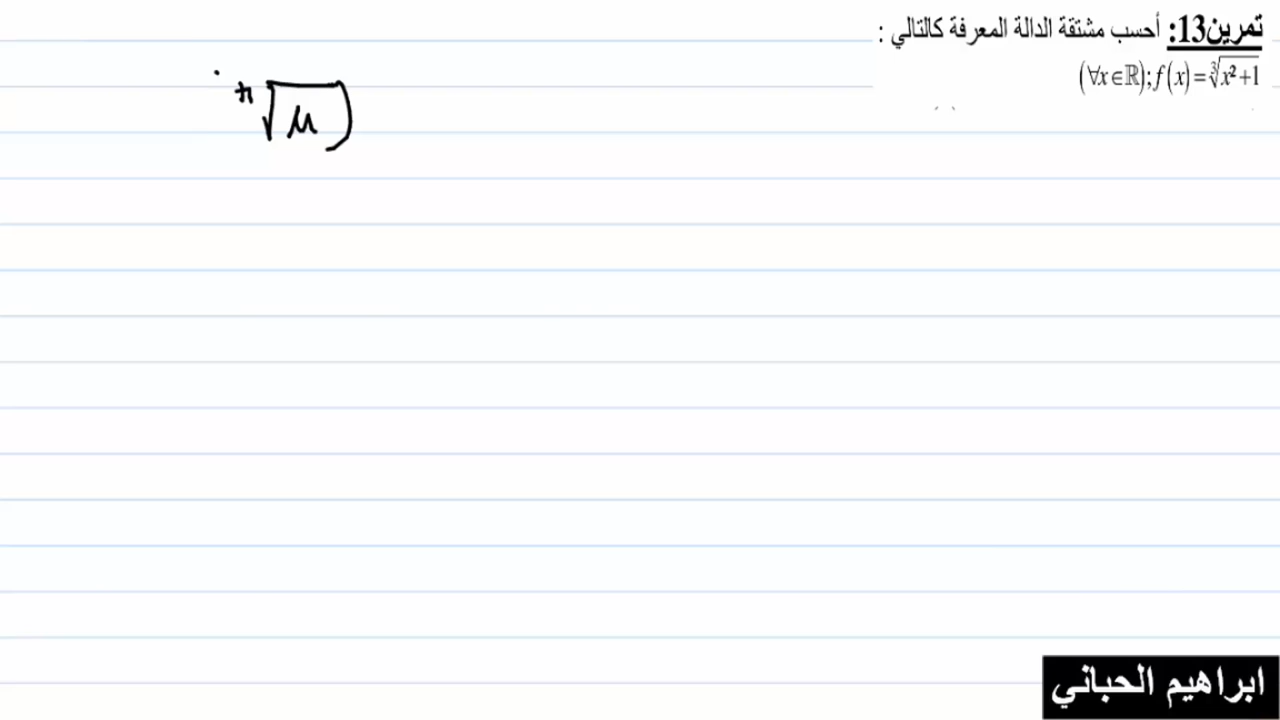 تمرين13: أحسب مشتقة الدالة المعرفة كالتالي :
(∀x∈ℝ);f(x)=∛x²+1
ⁿ√u)
ابراهيم الحباني